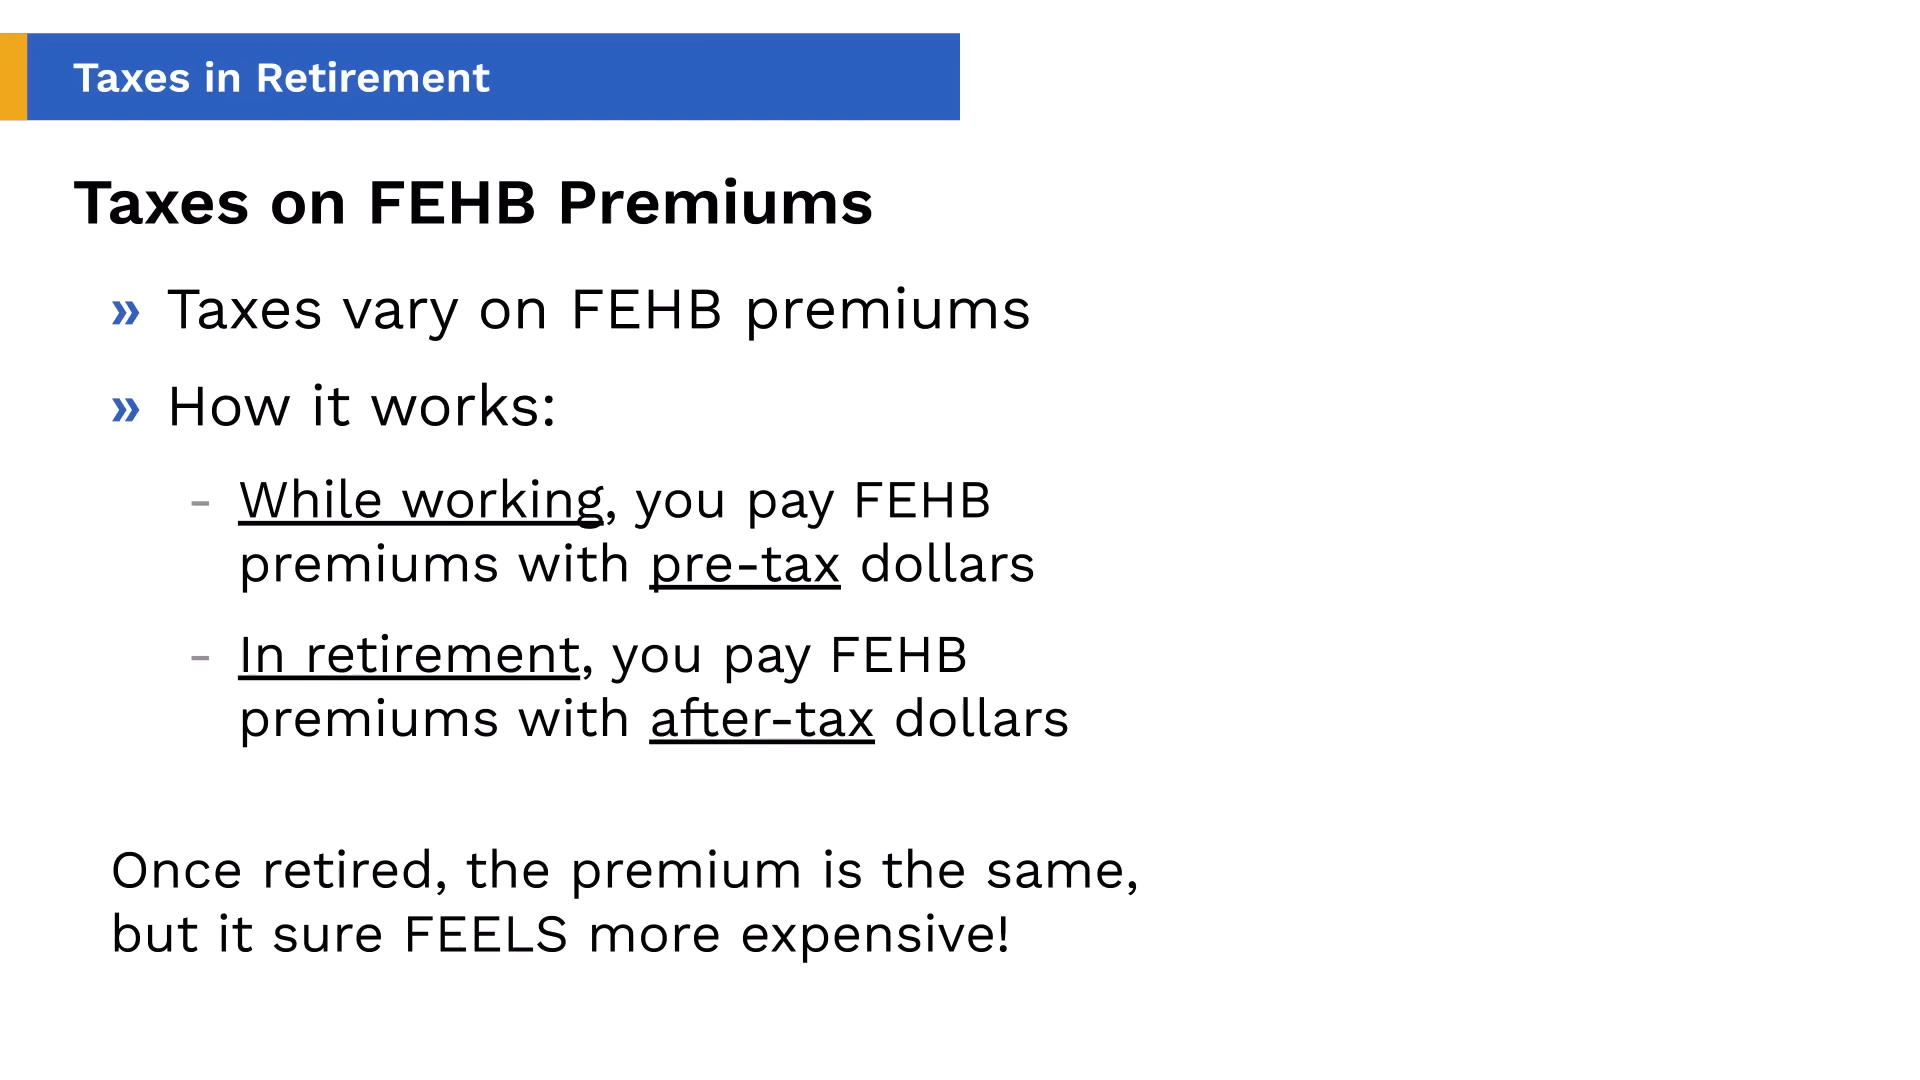 Taxes in Retirement
Taxes on FEHB Premiums
» Taxes vary on FEHB premiums
» How it works:
- While working, you pay FEHB
premiums with pre-tax dollars
- In retirement, you pay FEHB
premiums with after-tax dollars
Once retired, the premium is the same,
but it sure FEELS more expensive!